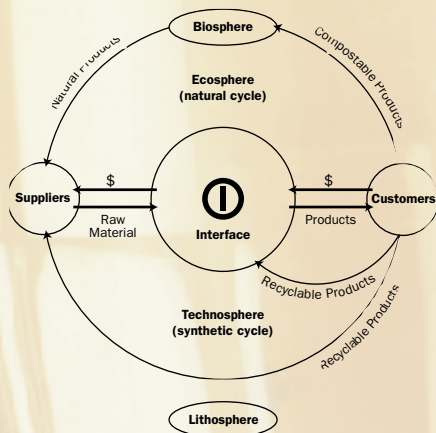 Biosphere
Natural Products
Compostable Products
Ecosphere
(natural cycle)
$
$
Suppliers
Customers
Raw
Material
Products
Interface
Recyclable Products
Technosphere
(synthetic cycle)
Recyclable Products
Lithosphere